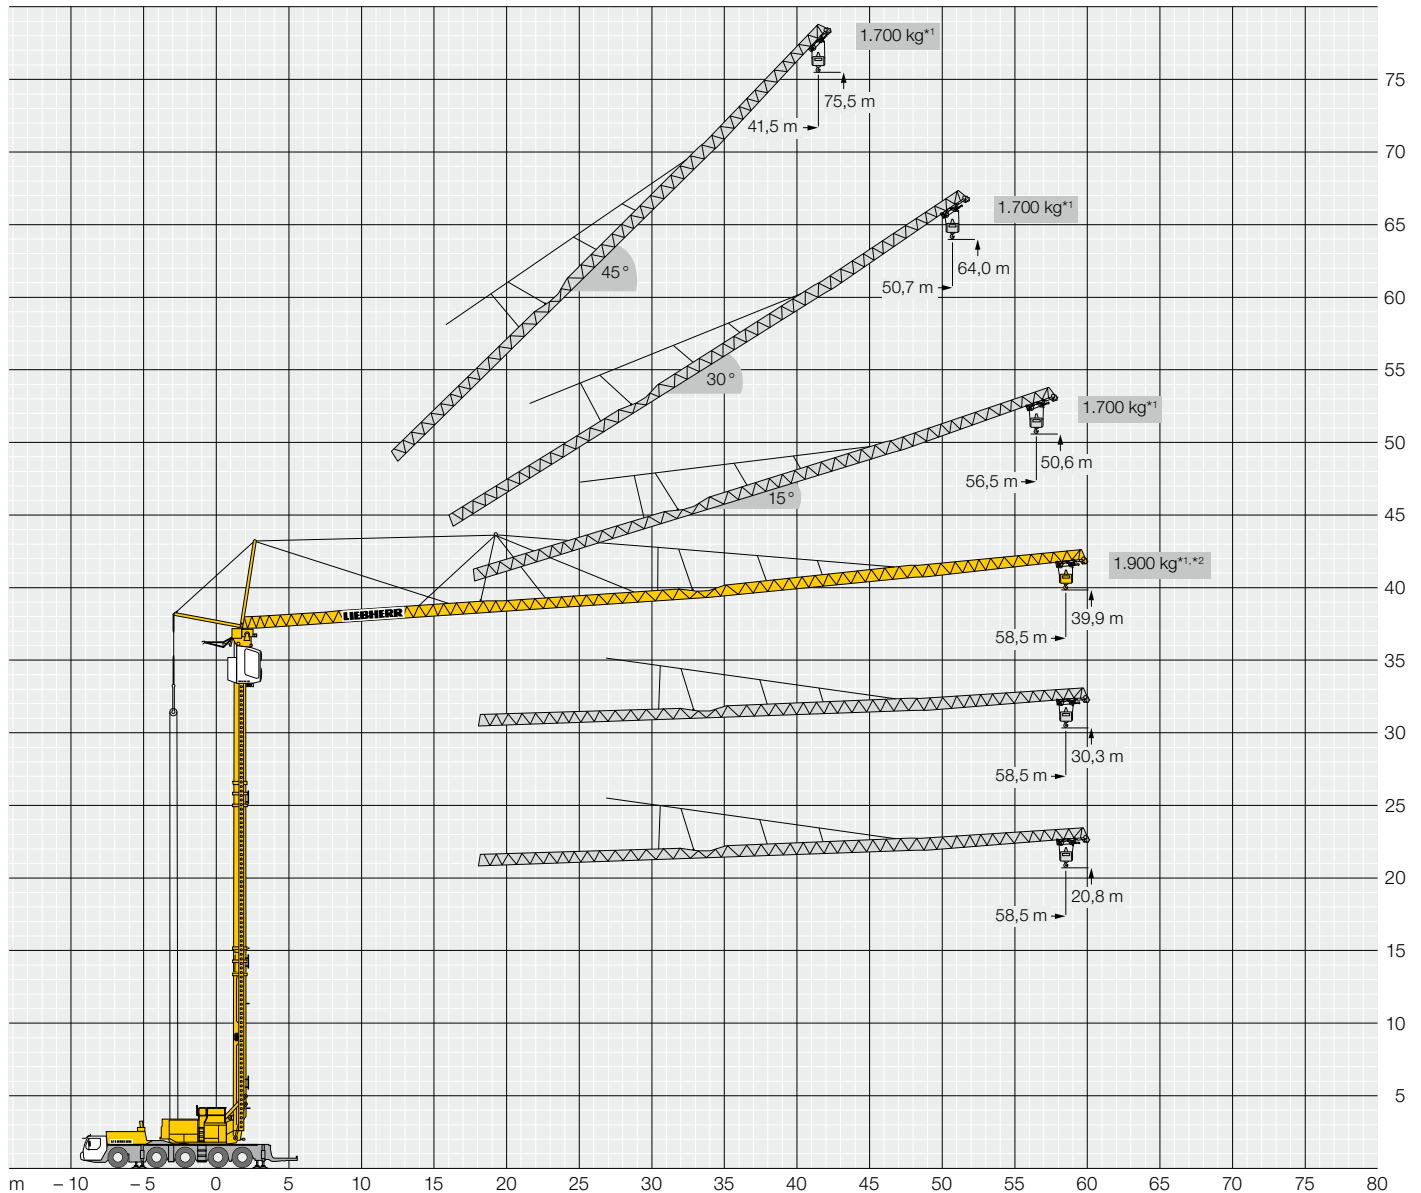 1.700 kg*1
75
75,5 m
41,5 m
70
1.700 kg*1
65
64,0 m
45°
50,7 m
60
55
30°
1.700 kg*1
50
50,6 m
56,5 m
15°
45
1.900 kg*1,*2
40
39,9 m
LIEBHERR
58,5 m
35
30
30,3 m
58,5 m
25
20
20,8 m
58,5 m
15
10
5
LIEBHERR
m – 10 – 5 0 5 10 15 20 25 30 35 40 45 50 55 60 65 70 75 80